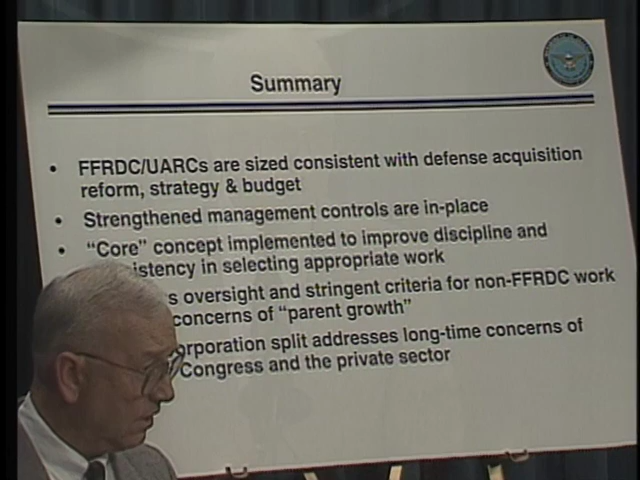 Summary
• FFRDC/UARCs are sized consistent with defense acquisition
reform, strategy & budget
• Strengthened management controls are in-place
• “Core” concept implemented to improve discipline and
istency in selecting appropriate work
s oversight and stringent criteria for non-FFRDC work
concerns of “parent growth”
rporation split addresses long-time concerns of
Congress and the private sector